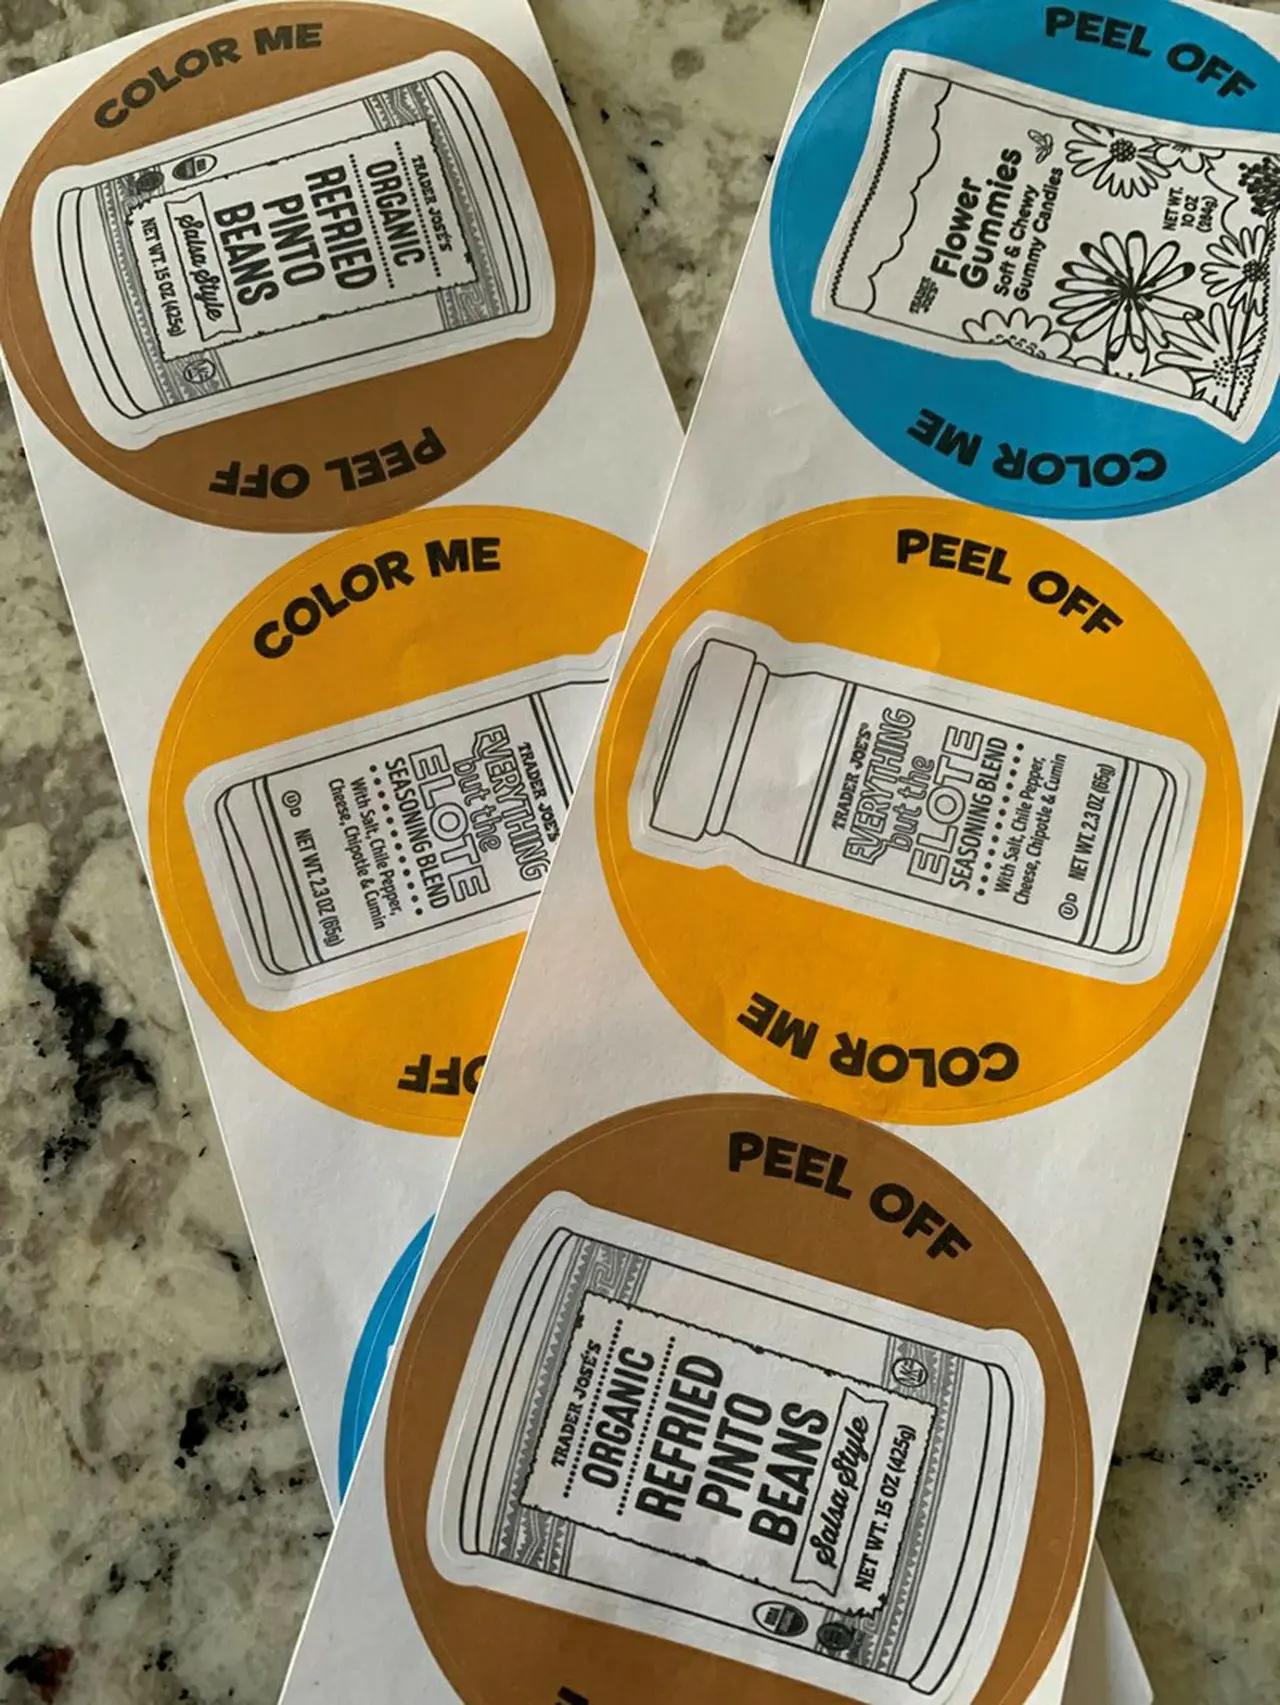 COLOR ME
TRADER JOSÉ'S
ORGANIC
REFRIED
PINTO
BEANS
Salsa Style
NET WT. 15 OZ (425g)
PEEL OFF
COLOR ME
TRADER JOE'S
EVERYTHING
but the
ELOTE
SEASONING BLEND
With Salt, Chile Pepper,
Cheese, Chipotle & Cumin
NET WT. 2.3 OZ (65g)
OFF
PEEL OFF
TRADER JOE'S
Flower
Gummies
Soft & Chewy
Gummy Candies
NET WT.
10 OZ
(284g)
COLOR ME
PEEL OFF
TRADER JOE'S®
EVERYTHING
but the
ELOTE
SEASONING BLEND
With Salt, Chile Pepper,
Cheese, Chipotle & Cumin
Ⓤ D NET WT. 2.3 OZ (65g)
COLOR ME
PEEL OFF
TRADER JOSÉ'S
ORGANIC
REFRIED
PINTO
BEANS
Salsa Style
NET WT. 15 OZ (425g)